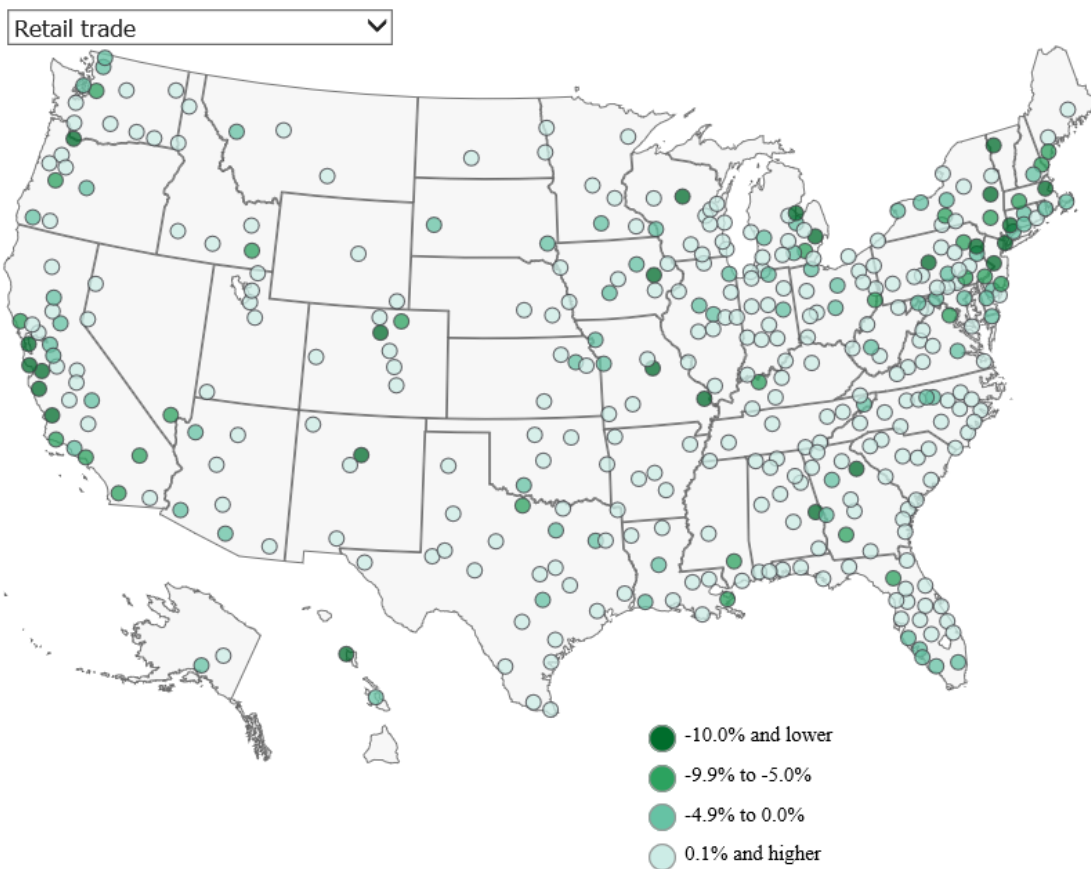 Retail trade
-10.0% and lower
-9.9% to -5.0%
-4.9% to 0.0%
0.1% and higher